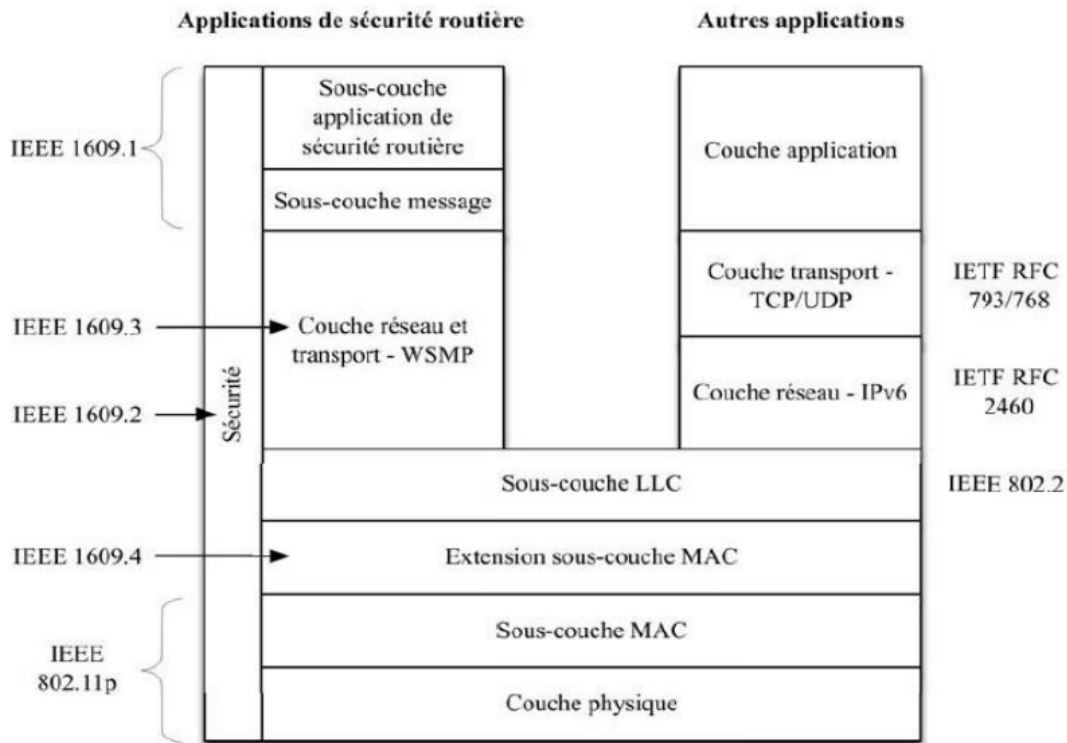 Applications de sécurité routière
Autres applications
IEEE 1609.1
Sous-couche
application de
sécurité routière
Sous-couche message
Couche application
IEEE 1609.3
Couche réseau et
transport - WSMP
Couche transport -
TCP/UDP
IETF RFC
793/768
IEEE 1609.2
Sécurité
Couche réseau - IPv6
IETF RFC
2460
Sous-couche LLC
IEEE 802.2
IEEE 1609.4
Extension sous-couche MAC
IEEE
802.11p
Sous-couche MAC
Couche physique